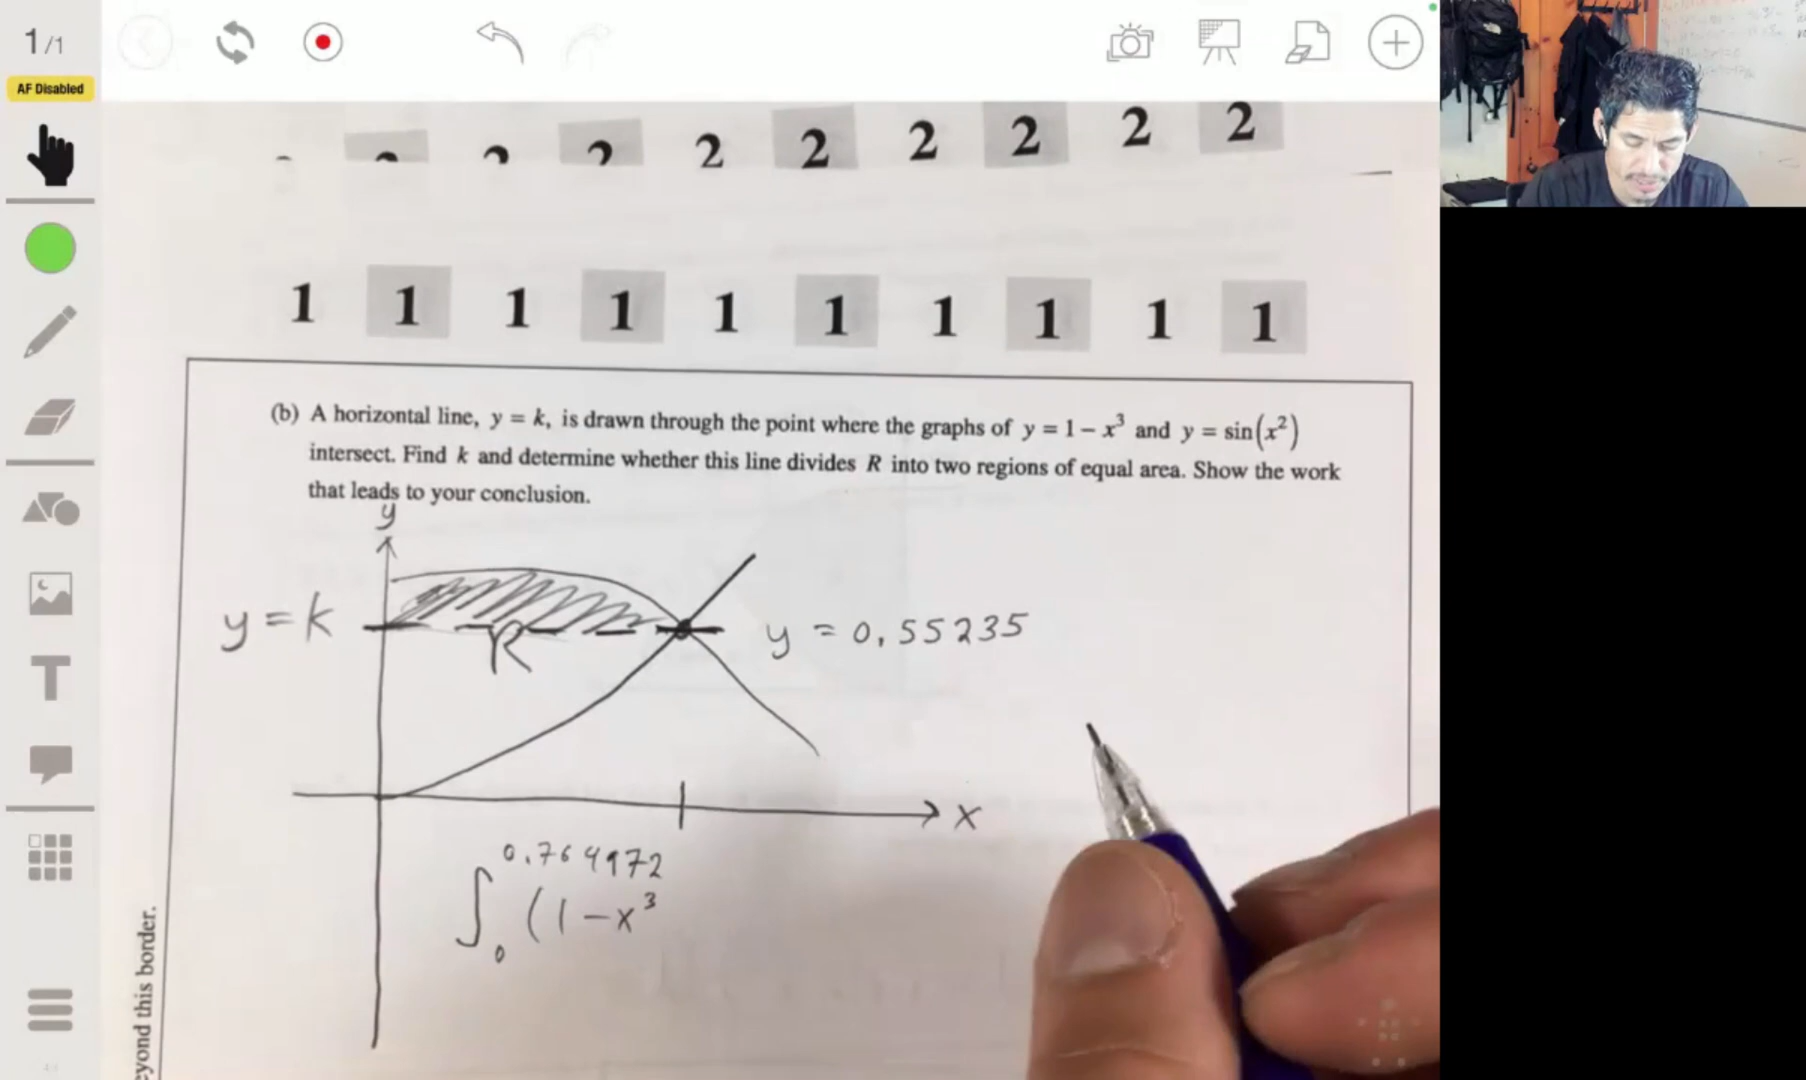 1/1
AF Disabled
2 2 2 2 2 2 2
1 1 1 1 1 1 1 1 1 1
(b) A horizontal line, y = k, is drawn through the point where the graphs of y = 1 − x³ and y = sin(x²)
intersect. Find k and determine whether this line divides R into two regions of equal area. Show the work
that leads to your conclusion.
y
y = k
R
y = 0.55235
x
∫₀^0.764972 (1 − x³
T
eyond this border.